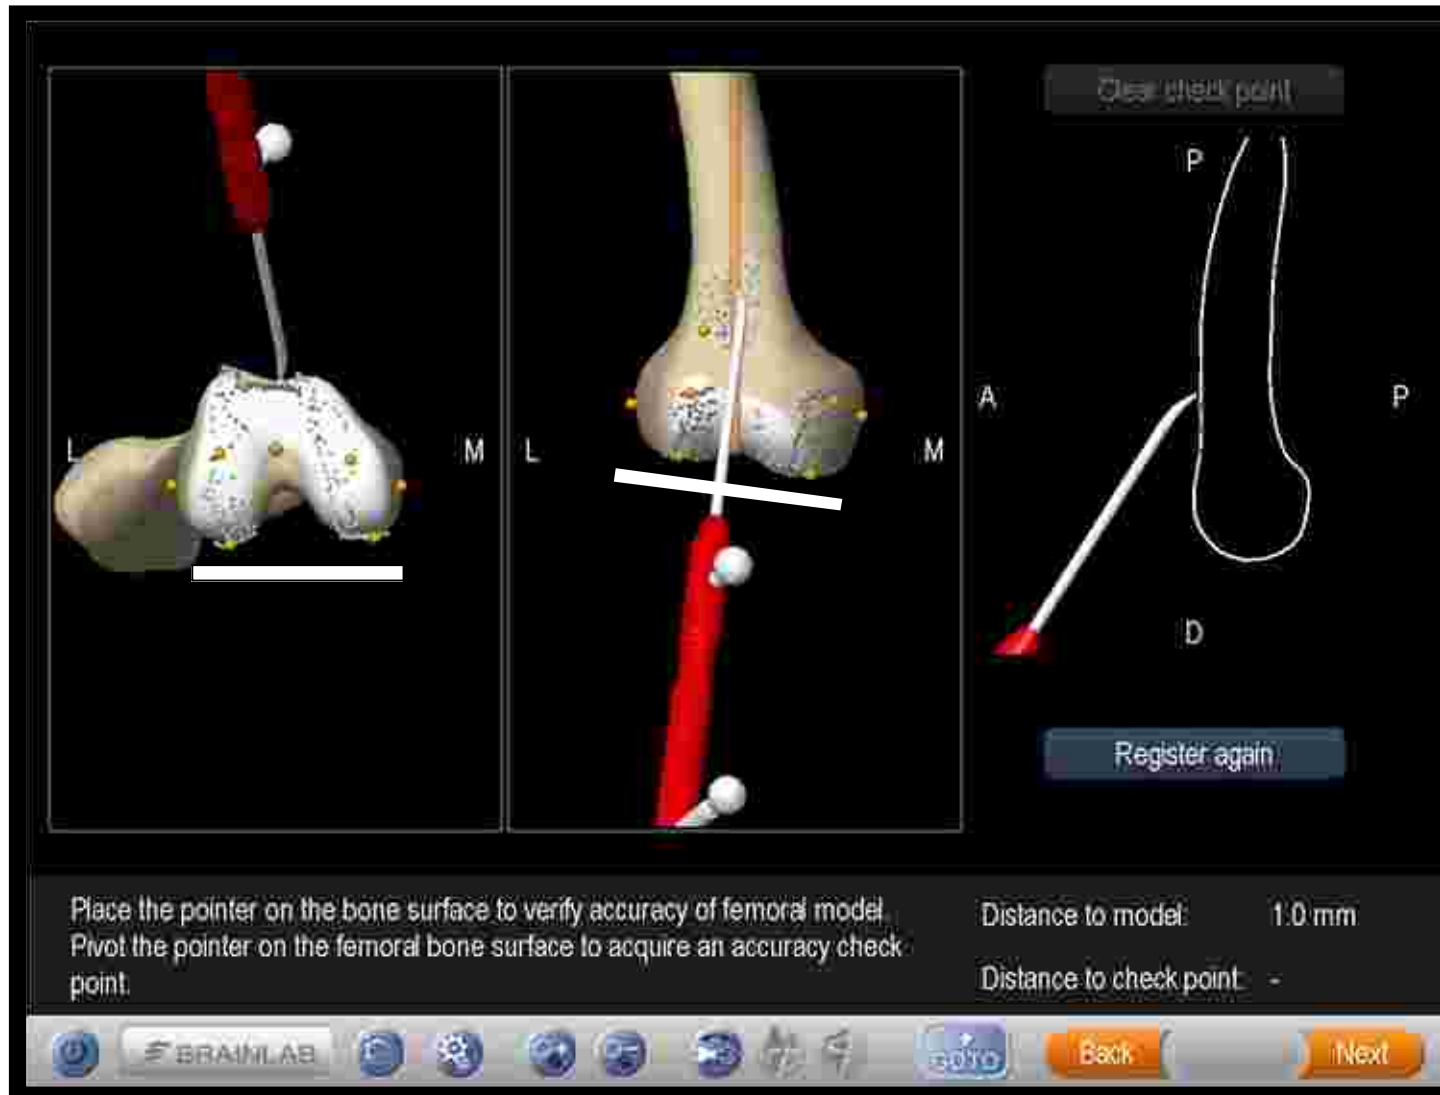 Clear check point
P
L
M
L
M
A
P
D
Register again
Place the pointer on the bone surface to verify accuracy of femoral model.
Pivot the pointer on the femoral bone surface to acquire an accuracy check
point.
Distance to model: 1.0 mm
Distance to check point: -
BRAINLAB
GOTO
Back
Next